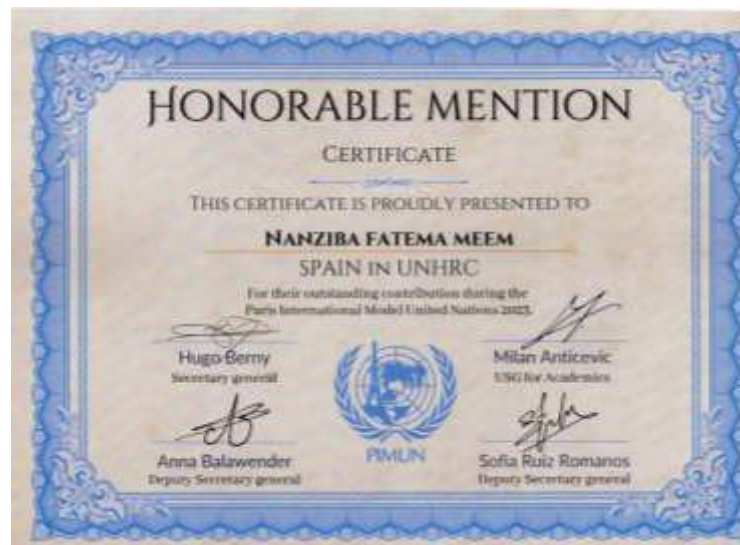 HONORABLE MENTION
CERTIFICATE
THIS CERTIFICATE IS PROUDLY PRESENTED TO
NANZIBA FATEMA MEEM
SPAIN IN UNHRC
For their outstanding contribution during the
Paris International Model United Nations 2023.
Hugo Berny
Secretary general
Milan Anticevic
USG for Academics
Anna Balawender
Deputy Secretary general
PIMUN
Sofia Ruiz Romanos
Deputy Secretary general